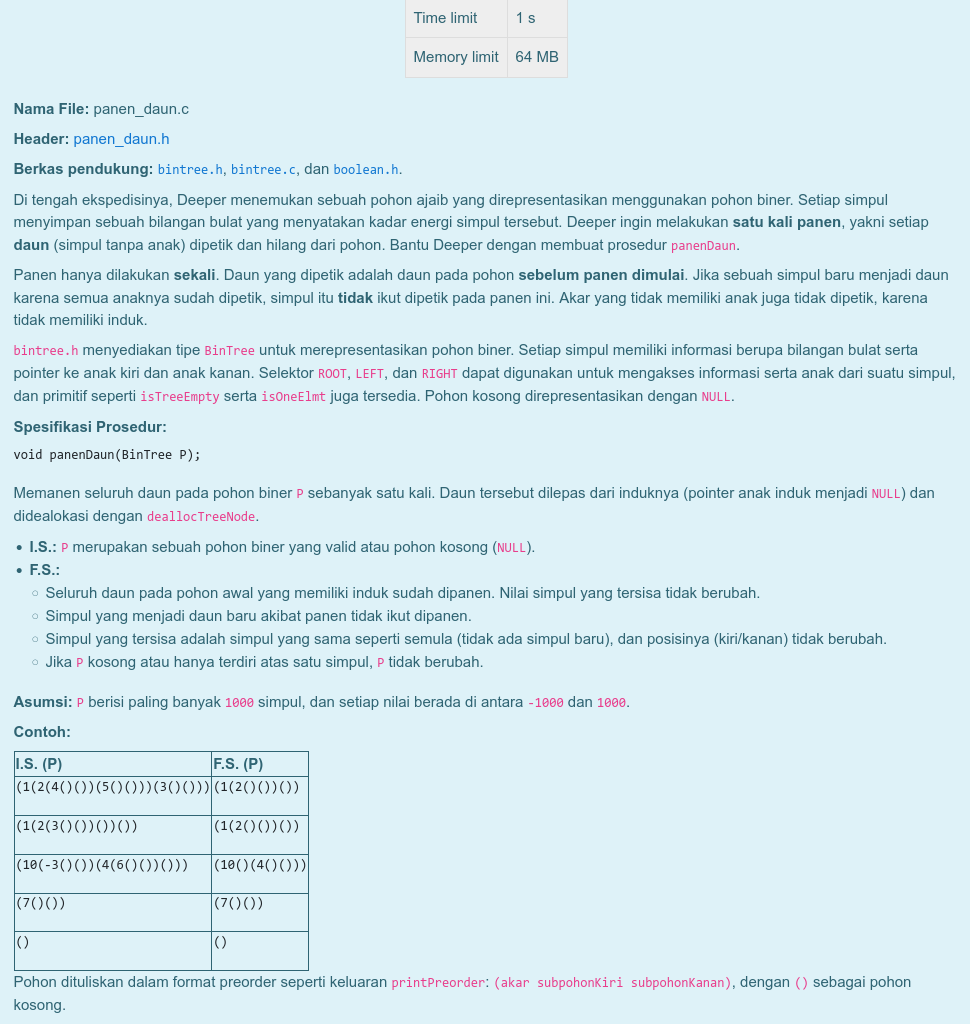 Time limit 1 s
Memory limit 64 MB
Nama File: panen_daun.c
Header: panen_daun.h
Berkas pendukung: bintree.h, bintree.c, dan boolean.h.
Di tengah ekspedisinya, Deeper menemukan sebuah pohon ajaib yang direpresentasikan menggunakan pohon biner. Setiap simpul
menyimpan sebuah bilangan bulat yang menyatakan kadar energi simpul tersebut. Deeper ingin melakukan satu kali panen, yakni setiap
daun (simpul tanpa anak) dipetik dan hilang dari pohon. Bantu Deeper dengan membuat prosedur panenDaun.
Panen hanya dilakukan sekali. Daun yang dipetik adalah daun pada pohon sebelum panen dimulai. Jika sebuah simpul baru menjadi daun
karena semua anaknya sudah dipetik, simpul itu tidak ikut dipetik pada panen ini. Akar yang tidak memiliki anak juga tidak dipetik, karena
tidak memiliki induk.
bintree.h menyediakan tipe BinTree untuk merepresentasikan pohon biner. Setiap simpul memiliki informasi berupa bilangan bulat serta
pointer ke anak kiri dan anak kanan. Selektor ROOT, LEFT, dan RIGHT dapat digunakan untuk mengakses informasi serta anak dari suatu simpul,
dan primitif seperti isTreeEmpty serta isOneElmt juga tersedia. Pohon kosong direpresentasikan dengan NULL.
Spesifikasi Prosedur:
void panenDaun(BinTree P);
Memanen seluruh daun pada pohon biner P sebanyak satu kali. Daun tersebut dilepas dari induknya (pointer anak induk menjadi NULL) dan
didealokasi dengan deallocTreeNode.
• I.S.: P merupakan sebuah pohon biner yang valid atau pohon kosong (NULL).
• F.S.:
○ Seluruh daun pada pohon awal yang memiliki induk sudah dipanen. Nilai simpul yang tersisa tidak berubah.
○ Simpul yang menjadi daun baru akibat panen tidak ikut dipanen.
○ Simpul yang tersisa adalah simpul yang sama seperti semula (tidak ada simpul baru), dan posisinya (kiri/kanan) tidak berubah.
○ Jika P kosong atau hanya terdiri atas satu simpul, P tidak berubah.
Asumsi: P berisi paling banyak 1000 simpul, dan setiap nilai berada di antara -1000 dan 1000.
Contoh:
I.S. (P) F.S. (P)
(1(2(4()())(5()()))(3()())) (1(2()())())
(1(2(3()())())()) (1(2()())())
(10(-3()())(4(6()())())) (10()(4()()))
(7()()) (7()())
() ()
Pohon dituliskan dalam format preorder seperti keluaran printPreorder: (akar subpohonKiri subpohonKanan), dengan () sebagai pohon
kosong.